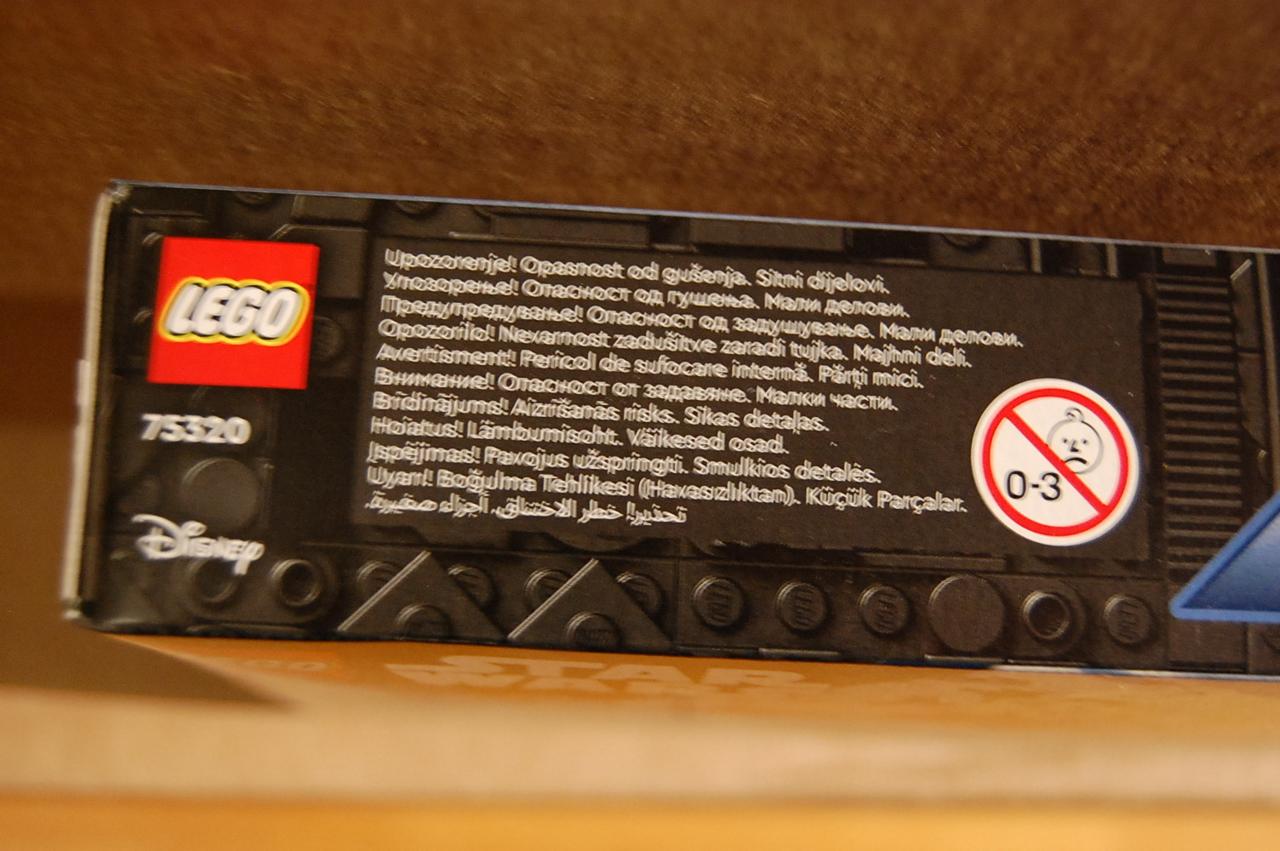 LEGO
75320
Disney
Upozorenje! Opasnost od gušenja. Sitni dijelovi.
Упозорење! Опасност од гушења. Мали делови.
Предупредување! Опасност од задушување. Мали делови.
Opozorilo! Nevarnost zadušitve zaradi tujka. Majhni deli.
Avertisment! Pericol de sufocare internă. Părți mici.
Внимание! Опасност от задавяне. Малки части.
Brīdinājums! Aizrīšanās risks. Sīkas detaļas.
Hoiatus! Lämbumisoht. Väikesed osad.
Įspėjimas! Pavojus užspringti. Smulkios detalės.
Uyarı! Boğulma Tehlikesi (Havasızlıktan). Küçük Parçalar.
تحذير! خطر الاختناق. أجزاء صغيرة.
0-3
STAR
WARS